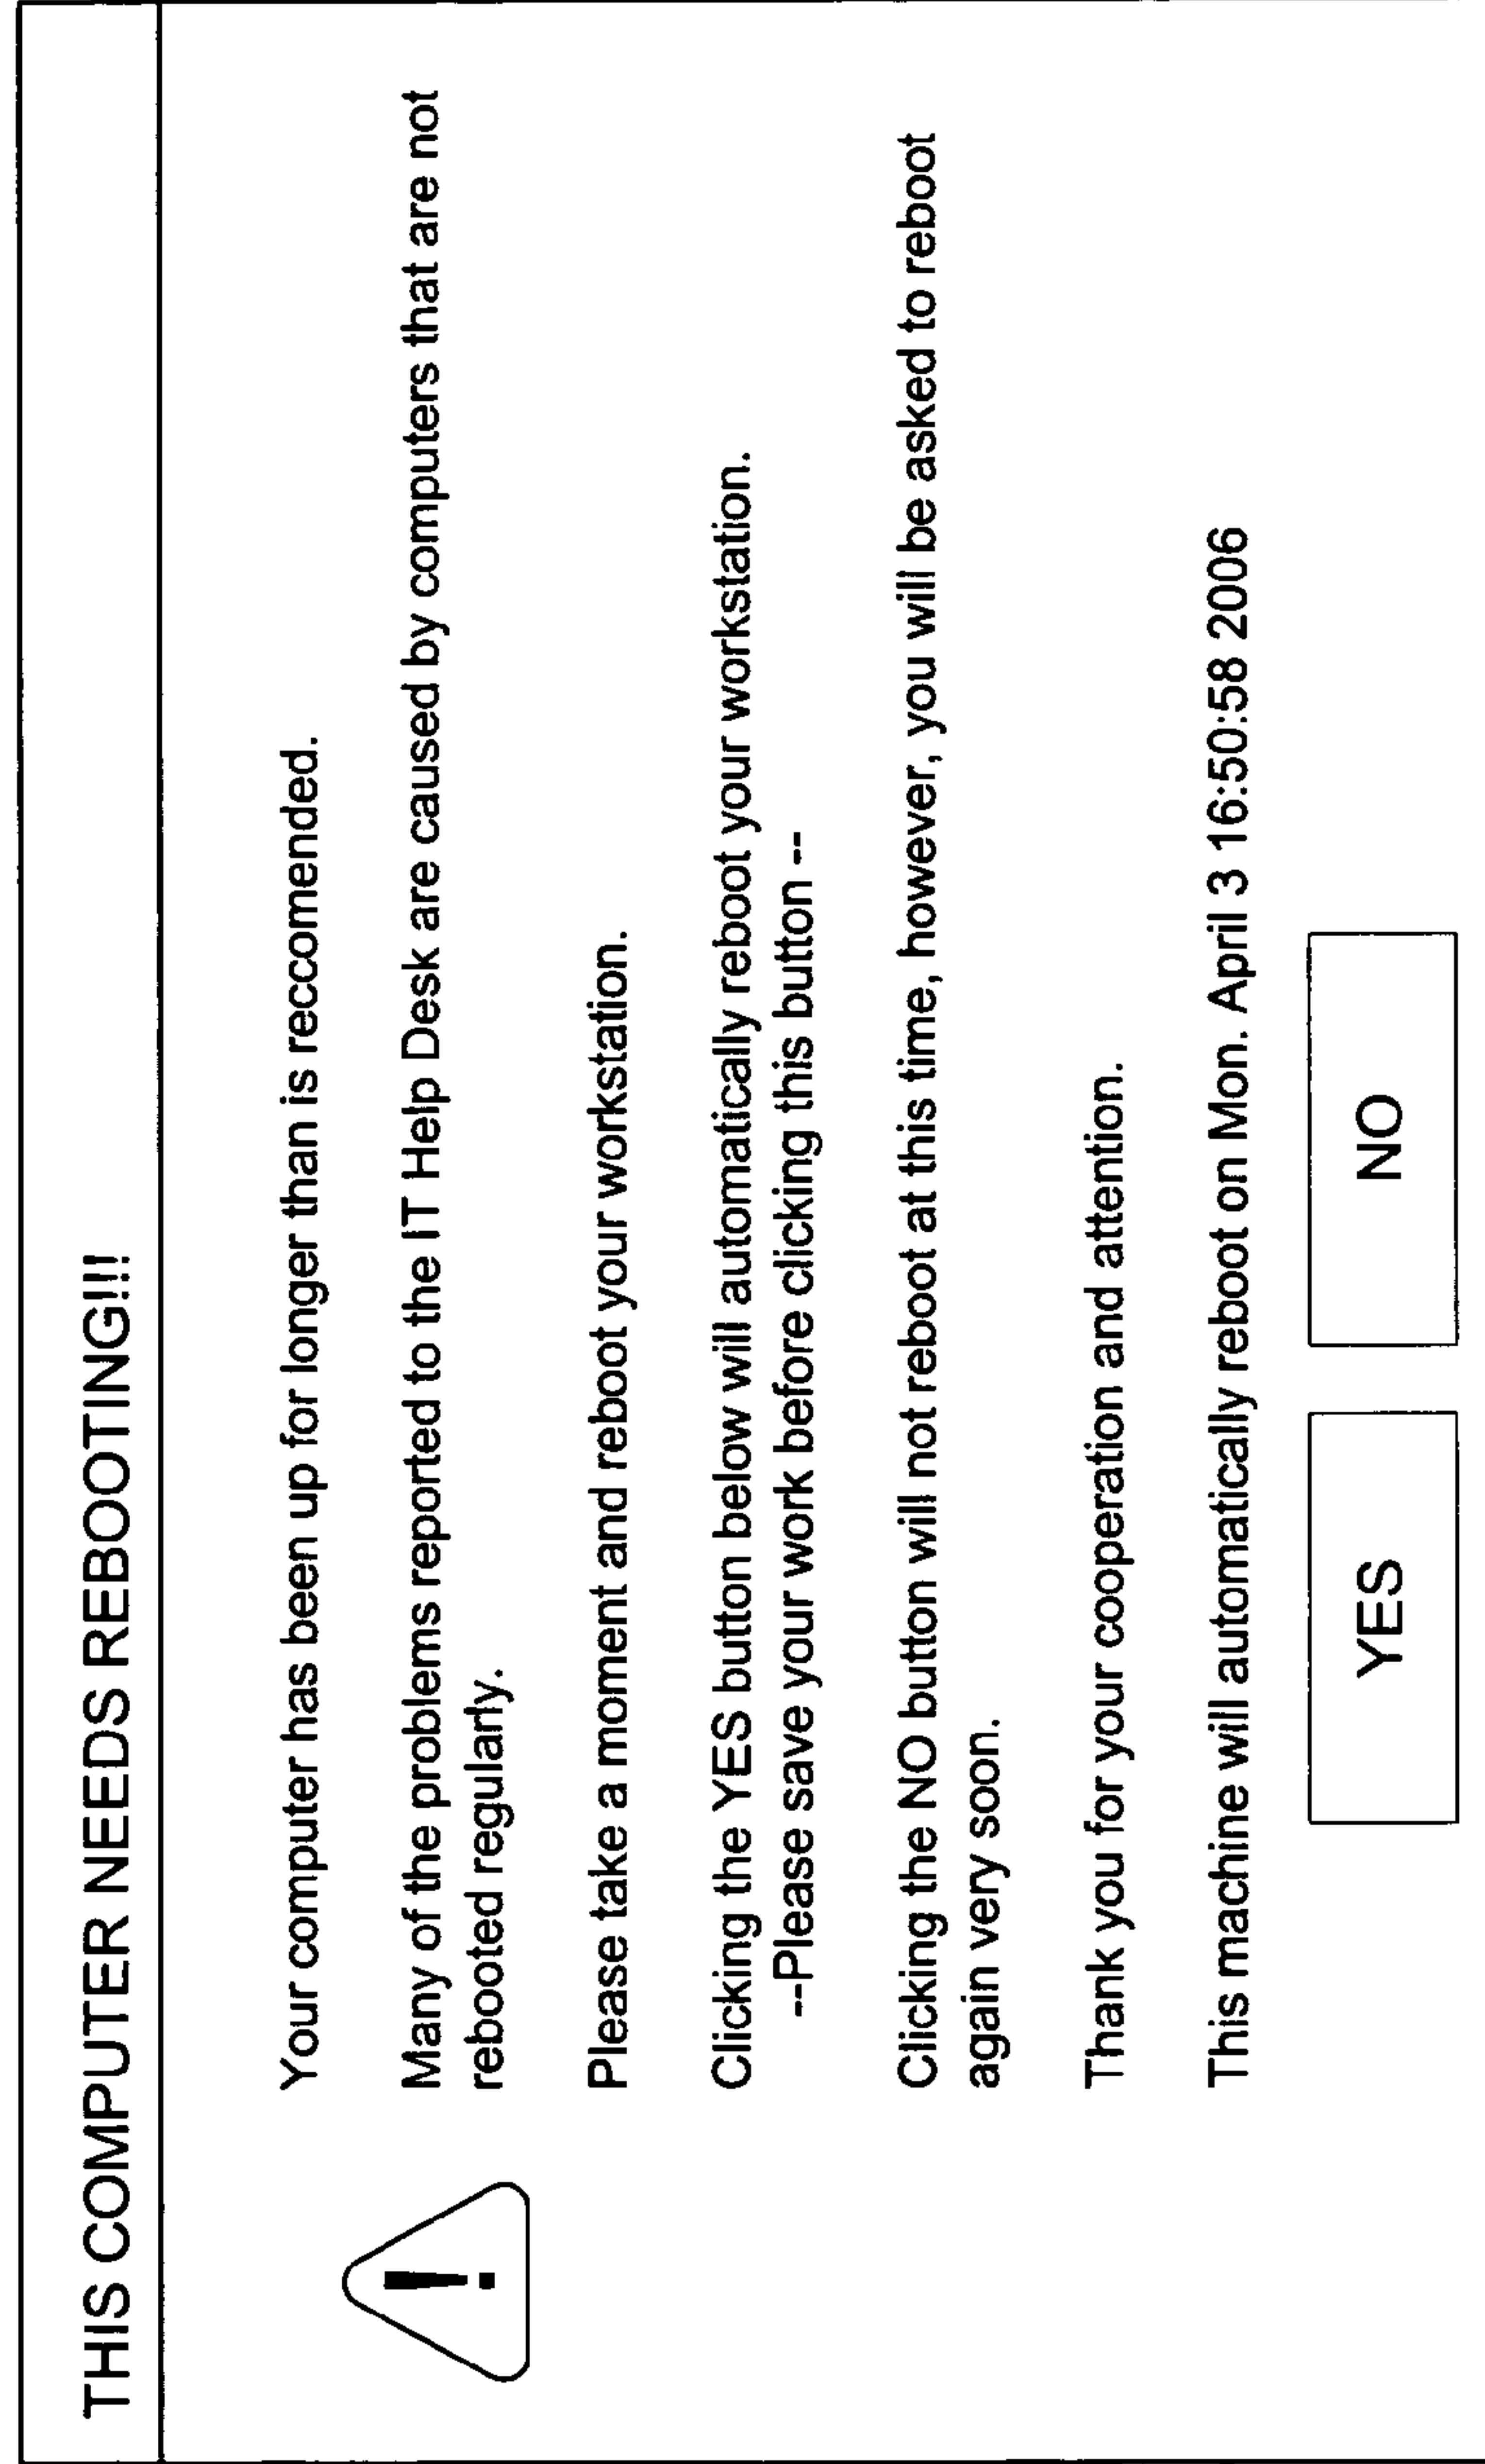 THIS COMPUTER NEEDS REBOOTING!!!
Your computer has been up for longer than is reccomended.
Many of the problems reported to the IT Help Desk are caused by computers that are not
rebooted regularly.
Please take a moment and reboot your workstation.
Clicking the YES button below will automatically reboot your workstation.
--Please save your work before clicking this button --
Clicking the NO button will not reboot at this time, however, you will be asked to reboot
again very soon.
Thank you for your cooperation and attention.
This machine will automatically reboot on Mon. April 3 16:50:58 2006
!
YES NO